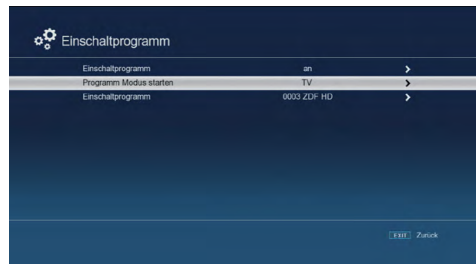 Einschaltprogramm
Einschaltprogramm an
Programm Modus starten TV
Einschaltprogramm 0003 ZDF HD
EXIT Zurück